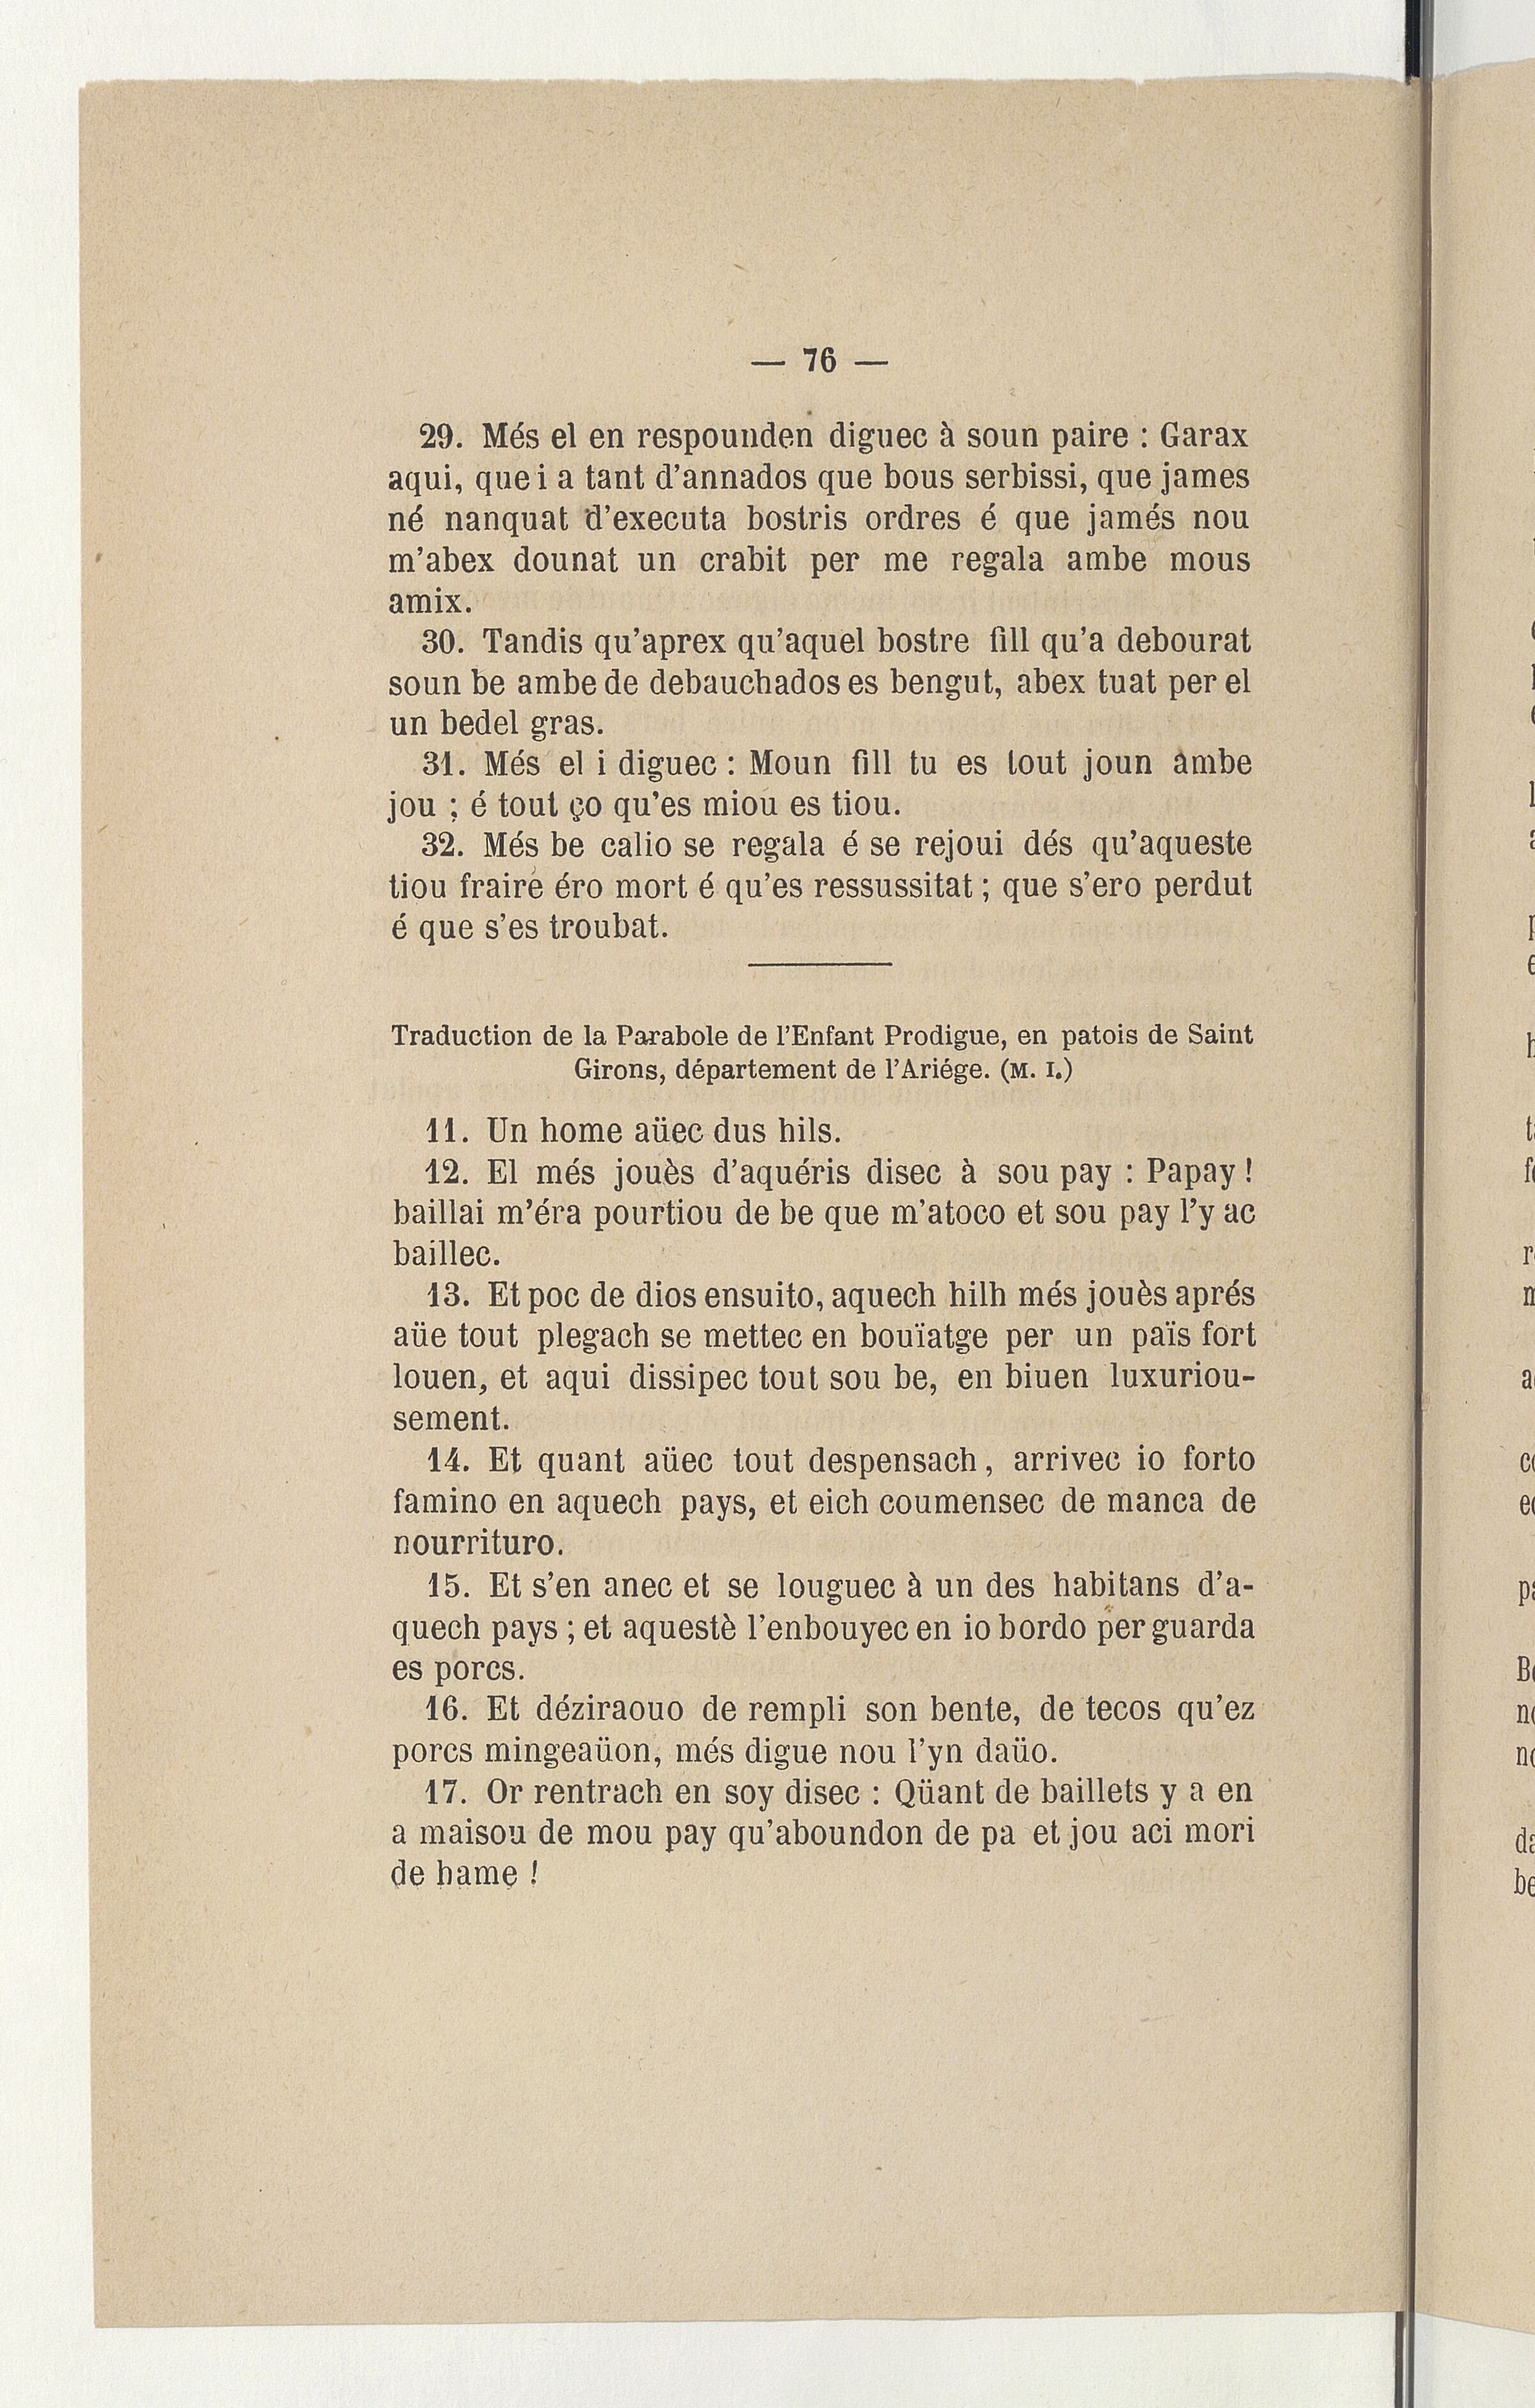 — 76 —
29. Més el en respounden diguec à soun paire : Garax
aqui, que i a tant d'annados que bous serbissi, que james
né nanquat d'executa bostris ordres é que jamés nou
m'abex dounat un crabit per me regala ambe mous
amix.
30. Tandis qu'aprex qu'aquel bostre fill qu'a debourat
soun be ambe de debauchados es bengut, abex tuat per el
un bedel gras.
31. Més el i diguec : Moun fill tu es tout joun ambe
jou ; é tout ço qu'es miou es tiou.
32. Més be calio se regala é se rejoui dés qu'aqueste
tiou fraire éro mort é qu'es ressussitat ; que s'ero perdut
é que s'es troubat.
Traduction de la Parabole de l'Enfant Prodigue, en patois de Saint
Girons, département de l'Ariége. (M. I.)
11. Un home aüec dus hils.
12. El més jouès d'aquéris disec à sou pay : Papay !
baillai m'éra pourtiou de be que m'atoco et sou pay l'y ac
baillec.
13. Et poc de dios ensuito, aquech hilh més jouès aprés
aüe tout plegach se mettec en bouïatge per un païs fort
louen, et aqui dissipec tout sou be, en biuen luxuriou-
sement.
14. Et quant aüec tout despensach, arrivec io forto
famino en aquech pays, et eich coumensec de manca de
nourrituro.
15. Et s'en anec et se louguec à un des habitans d'a-
quech pays ; et aquestè l'enbouyec en io bordo per guarda
es porcs.
16. Et déziraouo de rempli son bente, de tecos qu'ez
porcs mingeaüon, més digue nou l'yn daüo.
17. Or rentrach en soy disec : Qüant de baillets y a en
a maisou de mou pay qu'aboundon de pa et jou aci mori
de hame !